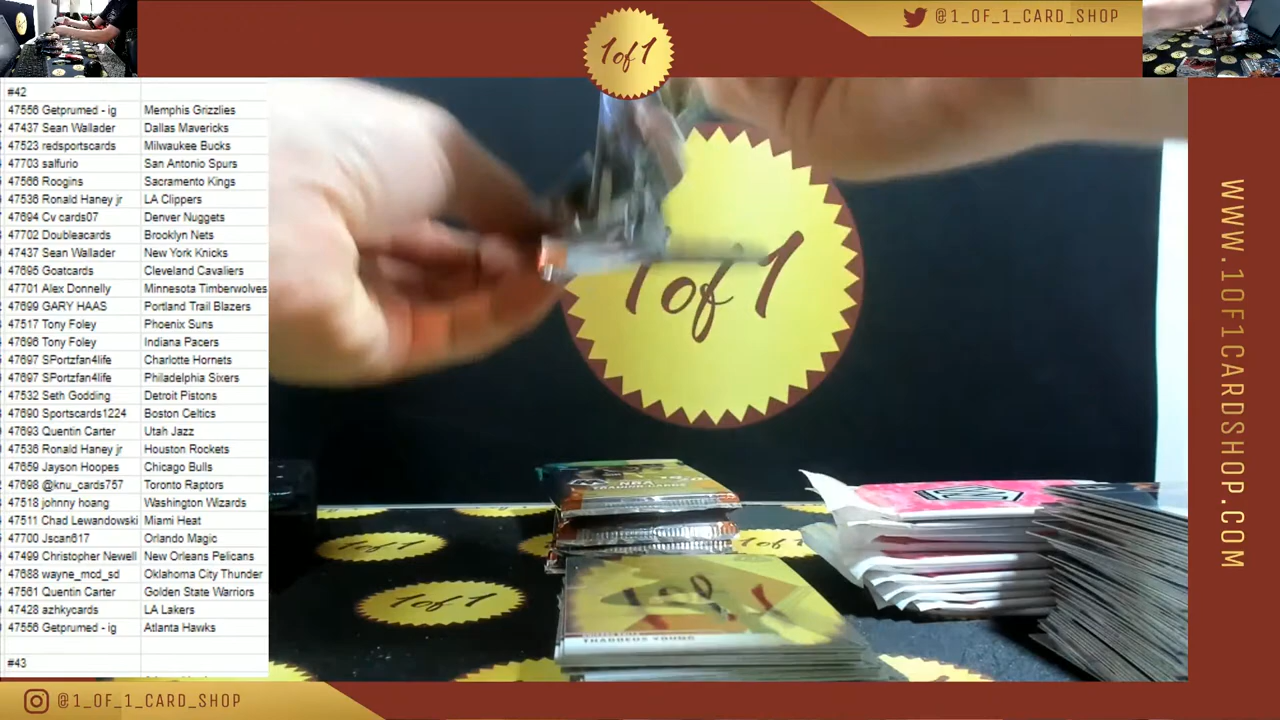 @1_OF_1_CARD_SHOP
1of1
#42
47556 Getprumed - ig Memphis Grizzlies
47437 Sean Wallader Dallas Mavericks
47523 redsportscards Milwaukee Bucks
47703 salfurio San Antonio Spurs
47566 Roogins Sacramento Kings
47536 Ronald Haney jr LA Clippers
47694 Cv cards07 Denver Nuggets
47702 Doubleacards Brooklyn Nets
47437 Sean Wallader New York Knicks
47695 Goatcards Cleveland Cavaliers
47701 Alex Donnelly Minnesota Timberwolves
47699 GARY HAAS Portland Trail Blazers
47517 Tony Foley Phoenix Suns
47696 Tony Foley Indiana Pacers
47697 SPortzfan4life Charlotte Hornets
47697 SPortzfan4life Philadelphia Sixers
47532 Seth Godding Detroit Pistons
47690 Sportscards1224 Boston Celtics
47693 Quentin Carter Utah Jazz
47536 Ronald Haney jr Houston Rockets
47659 Jayson Hoopes Chicago Bulls
47698 @knu_cards757 Toronto Raptors
47518 johnny hoang Washington Wizards
47511 Chad Lewandowski Miami Heat
47700 Jscan617 Orlando Magic
47499 Christopher Newell New Orleans Pelicans
47688 wayne_mcd_sd Oklahoma City Thunder
47561 Quentin Carter Golden State Warriors
47428 azhkycards LA Lakers
47556 Getprumed - ig Atlanta Hawks
#43
1of1
1of1
THADDEUS YOUNG
WWW.1OF1CARDSHOP.COM
@1_OF_1_CARD_SHOP